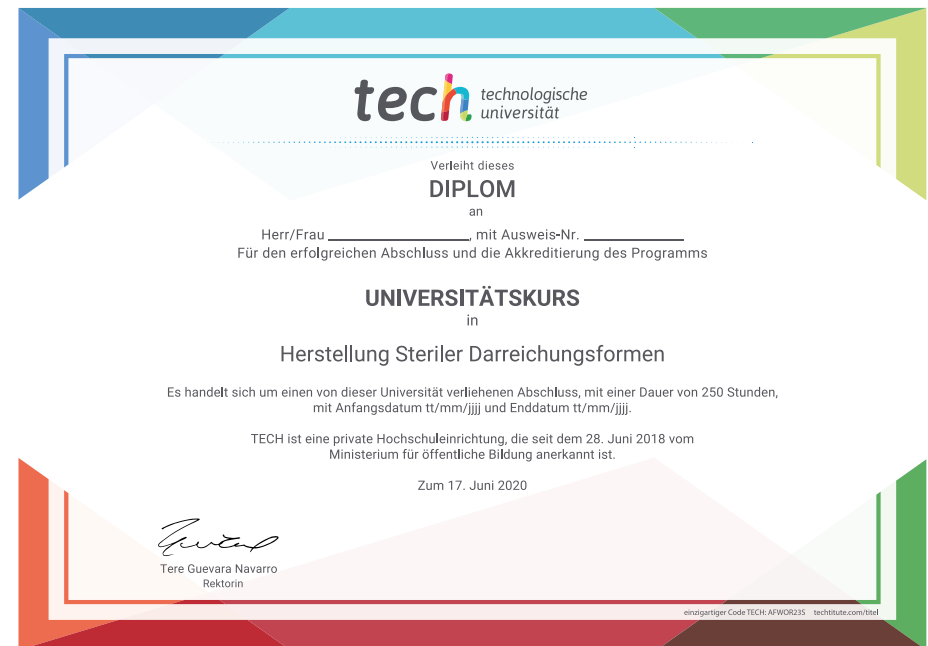 tech technologische
universität
Verleiht dieses
DIPLOM
an
Herr/Frau ____________, mit Ausweis-Nr. ____________
Für den erfolgreichen Abschluss und die Akkreditierung des Programms
UNIVERSITÄTSKURS
in
Herstellung Steriler Darreichungsformen
Es handelt sich um einen von dieser Universität verliehenen Abschluss, mit einer Dauer von 250 Stunden,
mit Anfangsdatum tt/mm/jjjj und Enddatum tt/mm/jjjj.
TECH ist eine private Hochschuleinrichtung, die seit dem 28. Juni 2018 vom
Ministerium für öffentliche Bildung anerkannt ist.
Zum 17. Juni 2020
Tere Guevara Navarro
Rektorin
einzigartiger Code TECH: AFWOR23S techtitute.com/titel